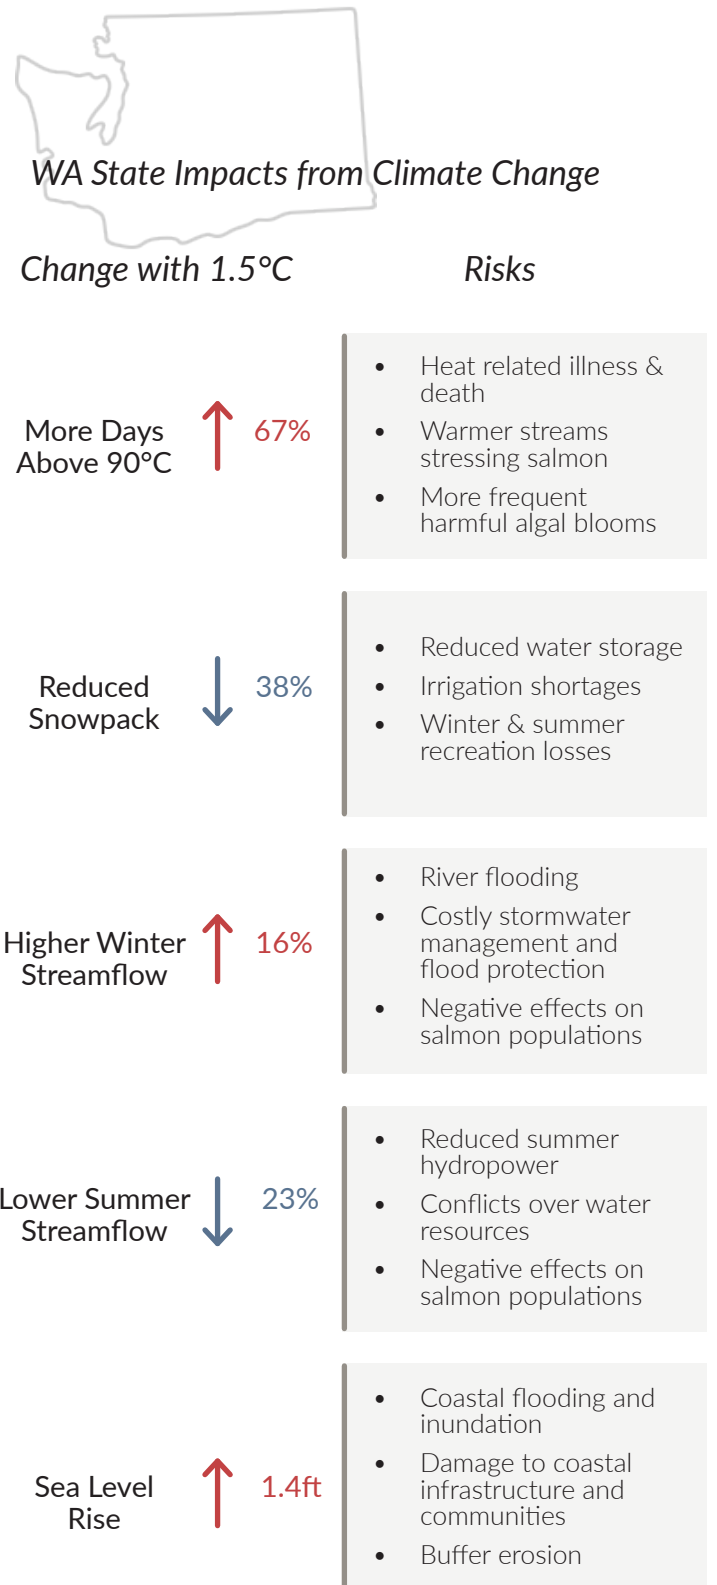 WA State Impacts from Climate Change
Change with 1.5°C
Risks
More Days
Above 90°C
67%
• Heat related illness &
death
• Warmer streams
stressing salmon
• More frequent
harmful algal blooms
Reduced
Snowpack
38%
• Reduced water storage
• Irrigation shortages
• Winter & summer
recreation losses
Higher Winter
Streamflow
16%
• River flooding
• Costly stormwater
management and
flood protection
• Negative effects on
salmon populations
Lower Summer
Streamflow
23%
• Reduced summer
hydropower
• Conflicts over water
resources
• Negative effects on
salmon populations
Sea Level
Rise
1.4ft
• Coastal flooding and
inundation
• Damage to coastal
infrastructure and
communities
• Buffer erosion